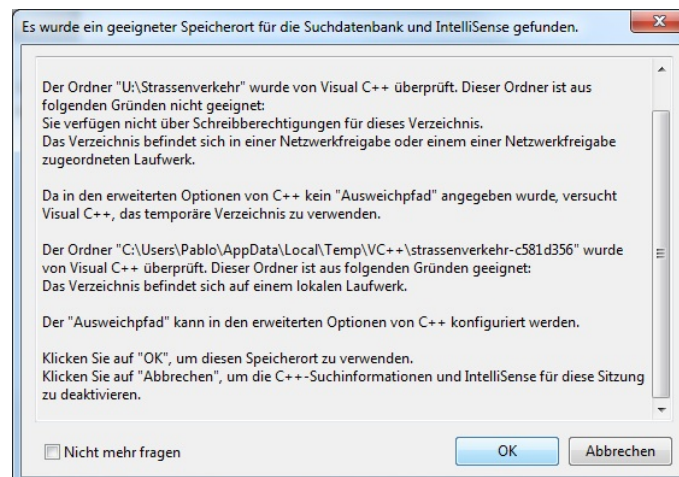 Es wurde ein geeigneter Speicherort für die Suchdatenbank und IntelliSense gefunden.
Der Ordner "U:\Strassenverkehr" wurde von Visual C++ überprüft. Dieser Ordner ist aus
folgenden Gründen nicht geeignet:
Sie verfügen nicht über Schreibberechtigungen für dieses Verzeichnis.
Das Verzeichnis befindet sich in einer Netzwerkfreigabe oder einem einer Netzwerkfreigabe
zugeordneten Laufwerk.
Da in den erweiterten Optionen von C++ kein "Ausweichpfad" angegeben wurde, versucht
Visual C++, das temporäre Verzeichnis zu verwenden.
Der Ordner "C:\Users\Pablo\AppData\Local\Temp\VC++\strassenverkehr-c581d356" wurde
von Visual C++ überprüft. Dieser Ordner ist aus folgenden Gründen geeignet:
Das Verzeichnis befindet sich auf einem lokalen Laufwerk.
Der "Ausweichpfad" kann in den erweiterten Optionen von C++ konfiguriert werden.
Klicken Sie auf "OK", um diesen Speicherort zu verwenden.
Klicken Sie auf "Abbrechen", um die C++-Suchinformationen und IntelliSense für diese Sitzung
zu deaktivieren.
Nicht mehr fragen
OK
Abbrechen